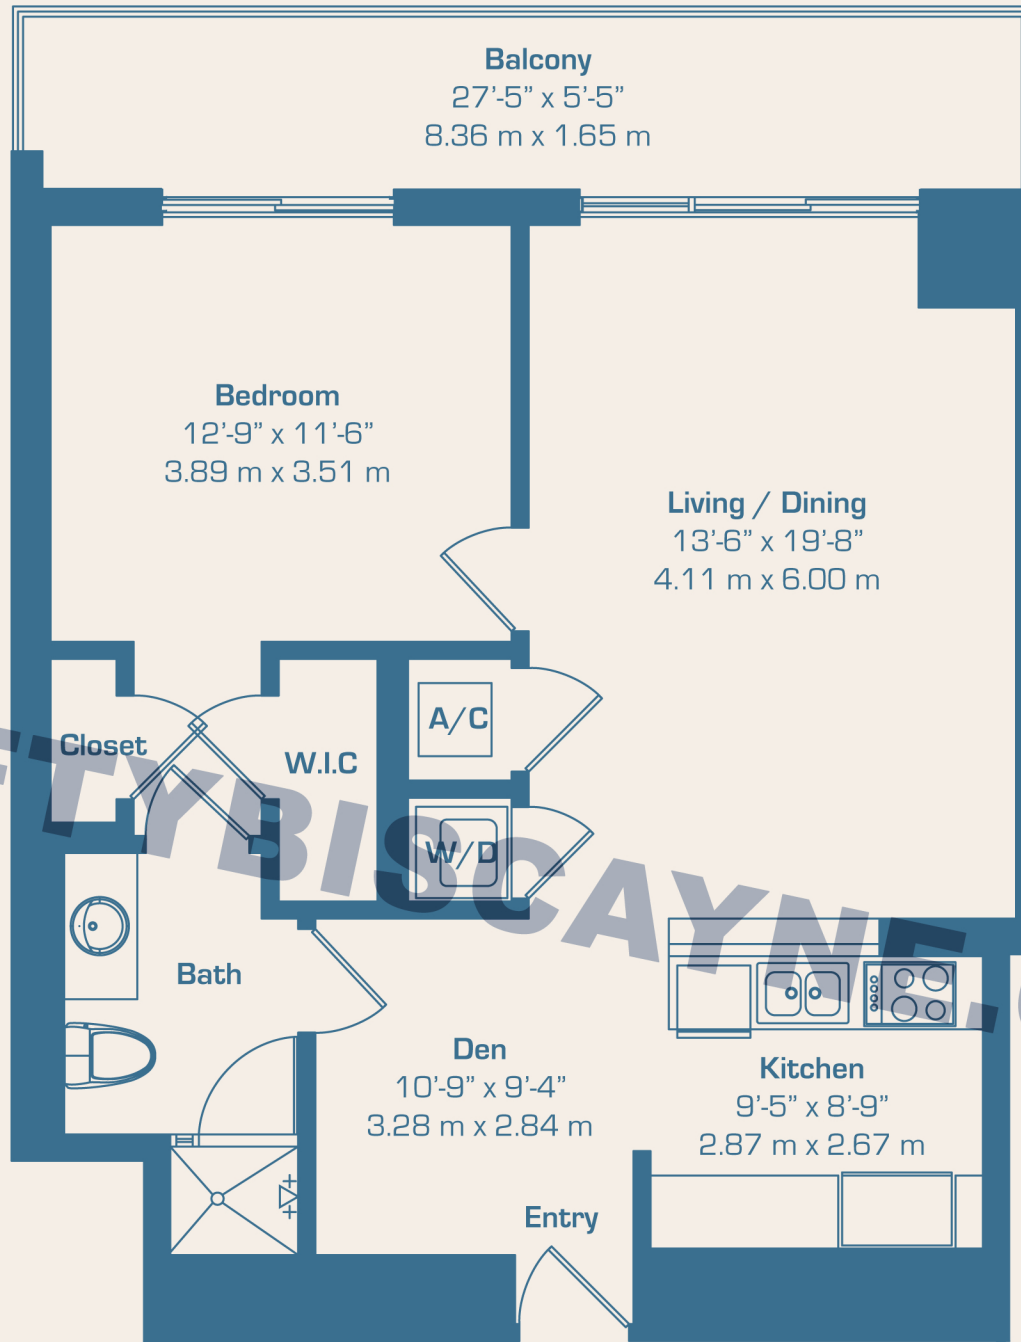 Balcony
27'-5” x 5'-5”
8.36 m x 1.65 m
Bedroom
12'-9” x 11'-6”
3.89 m x 3.51 m
Living / Dining
13'-6” x 19'-8”
4.11 m x 6.00 m
A/C
Closet
W.I.C
W/D
TYBISCAYNE.
Bath
Den
10'-9” x 9'-4”
3.28 m x 2.84 m
Kitchen
9'-5” x 8'-9”
2.87 m x 2.67 m
Entry